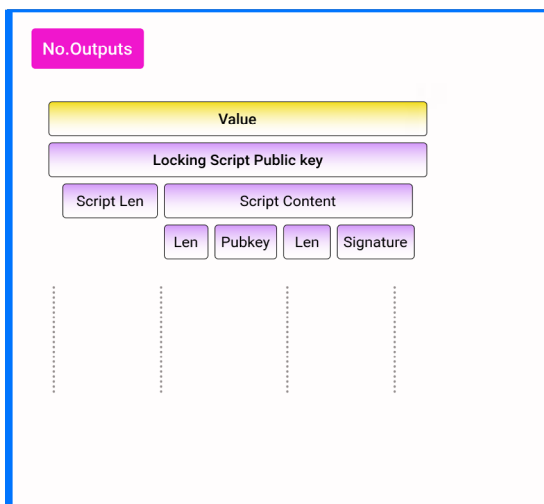 No.Outputs
Value
Locking Script Public key
Script Len Script Content
Len Pubkey Len Signature